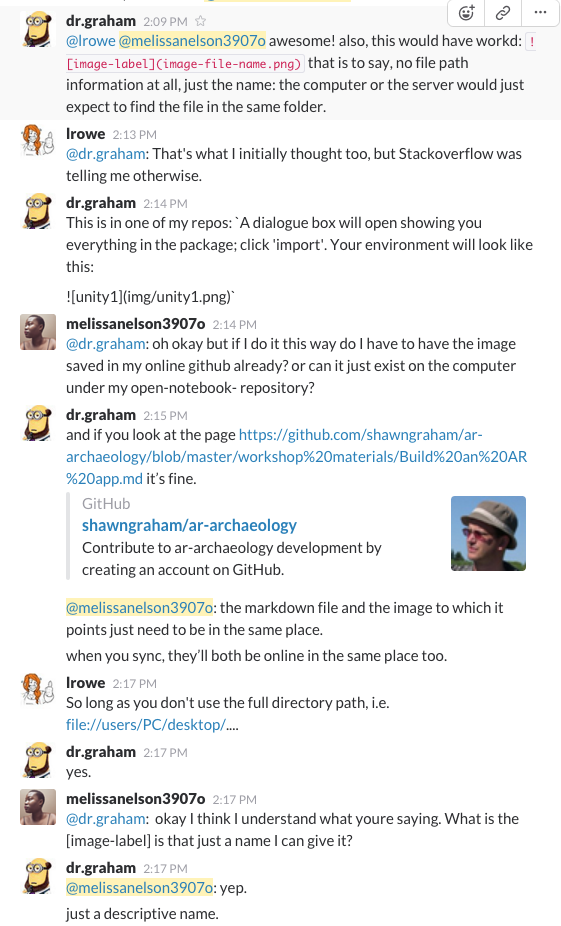 dr.graham 2:09 PM
@lrowe @melissanelson3907o awesome! also, this would have workd: !
[image-label](image-file-name.png) that is to say, no file path
information at all, just the name: the computer or the server would just
expect to find the file in the same folder.
lrowe 2:13 PM
@dr.graham: That's what I initially thought too, but Stackoverflow was
telling me otherwise.
dr.graham 2:14 PM
This is in one of my repos: `A dialogue box will open showing you
everything in the package; click 'import'. Your environment will look like
this:
![unity1](img/unity1.png)`
melissanelson3907o 2:14 PM
@dr.graham: oh okay but if I do it this way do I have to have the image
saved in my online github already? or can it just exist on the computer
under my open-notebook- repository?
dr.graham 2:15 PM
and if you look at the page https://github.com/shawngraham/ar-
archaeology/blob/master/workshop%20materials/Build%20an%20AR
%20app.md it's fine.
GitHub
shawngraham/ar-archaeology
Contribute to ar-archaeology development by
creating an account on GitHub.
@melissanelson3907o: the markdown file and the image to which it
points just need to be in the same place.
when you sync, they'll both be online in the same place too.
lrowe 2:17 PM
So long as you don't use the full directory path, i.e.
file://users/PC/desktop/....
dr.graham 2:17 PM
yes.
melissanelson3907o 2:17 PM
@dr.graham: okay I think I understand what youre saying. What is the
[image-label] is that just a name I can give it?
dr.graham 2:17 PM
@melissanelson3907o: yep.
just a descriptive name.